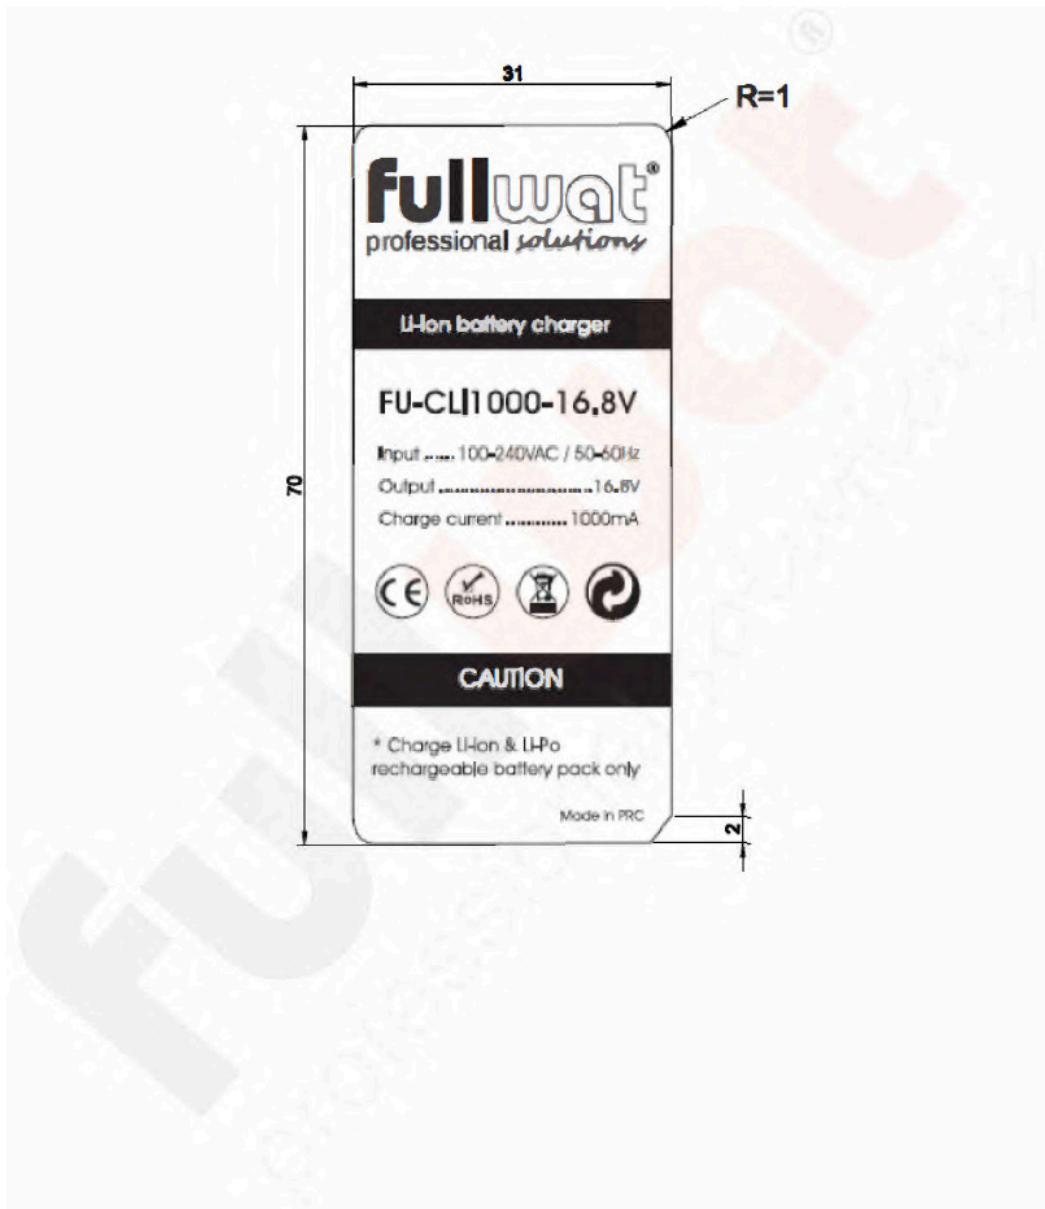 31
R=1
fullwat®
professional solutions
Li-Ion battery charger
FU-CLI1000-16.8V
70
Input ...... 100-240VAC / 50-60Hz
Output ................................ 16.8V
Charge current ............ 1000mA
CE
RoHS
CAUTION
* Charge Li-Ion & Li-Po
rechargeable battery pack only
Made in PRC
2
fullwat®